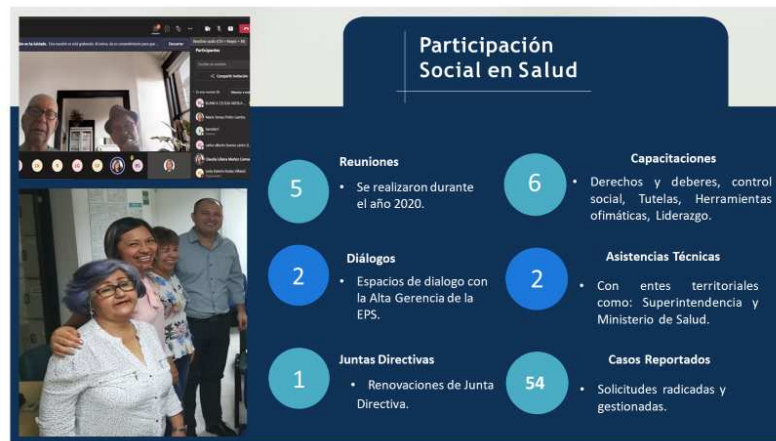 Participantes
Participación
Social en Salud
5
Reuniones
• Se realizaron durante
el año 2020.
6
Capacitaciones
• Derechos y deberes, control
social, Tutelas, Herramientas
ofimáticas, Liderazgo.
2
Diálogos
• Espacios de dialogo con
la Alta Gerencia de la
EPS.
2
Asistencias Técnicas
• Con entes territoriales
como: Superintendencia y
Ministerio de Salud.
1
Juntas Directivas
• Renovaciones de Junta
Directiva.
54
Casos Reportados
• Solicitudes radicadas y
gestionadas.